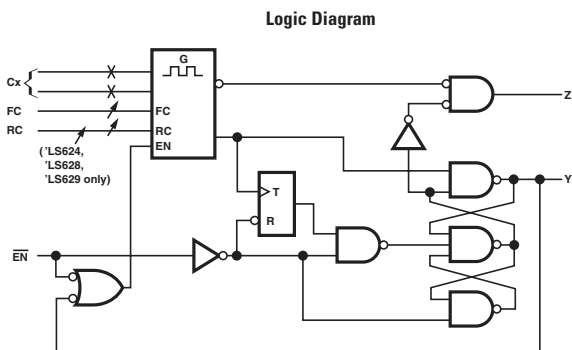 Logic Diagram
G
Cx
FC
FC
RC
RC
EN
('LS624,
'LS628,
'LS629 only)
T
R
EN
Z
Y